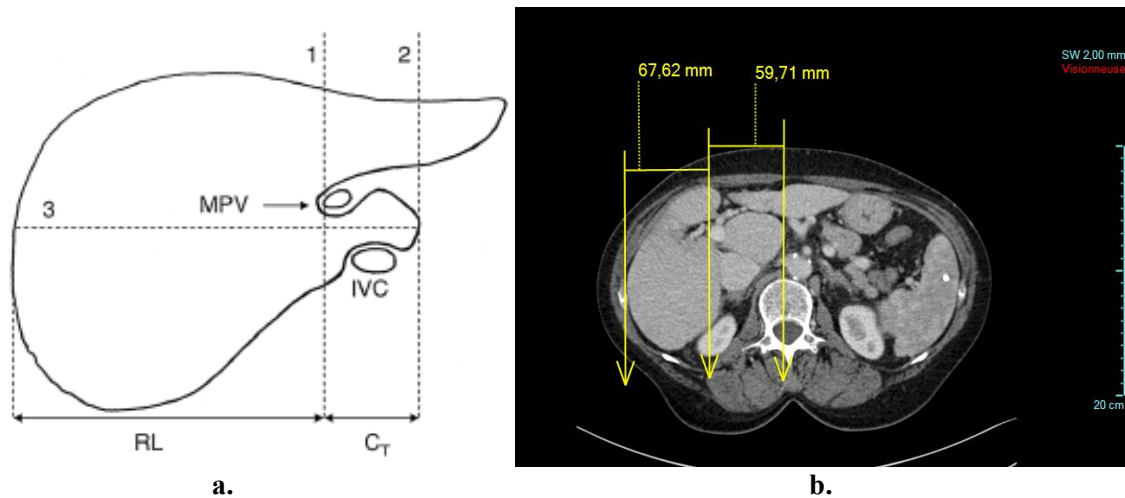 1
2
3
MPV
IVC
RL
C_T
a.
67,62 mm
59,71 mm
SW 2,00 mm
Visionneuse
20 cm
b.